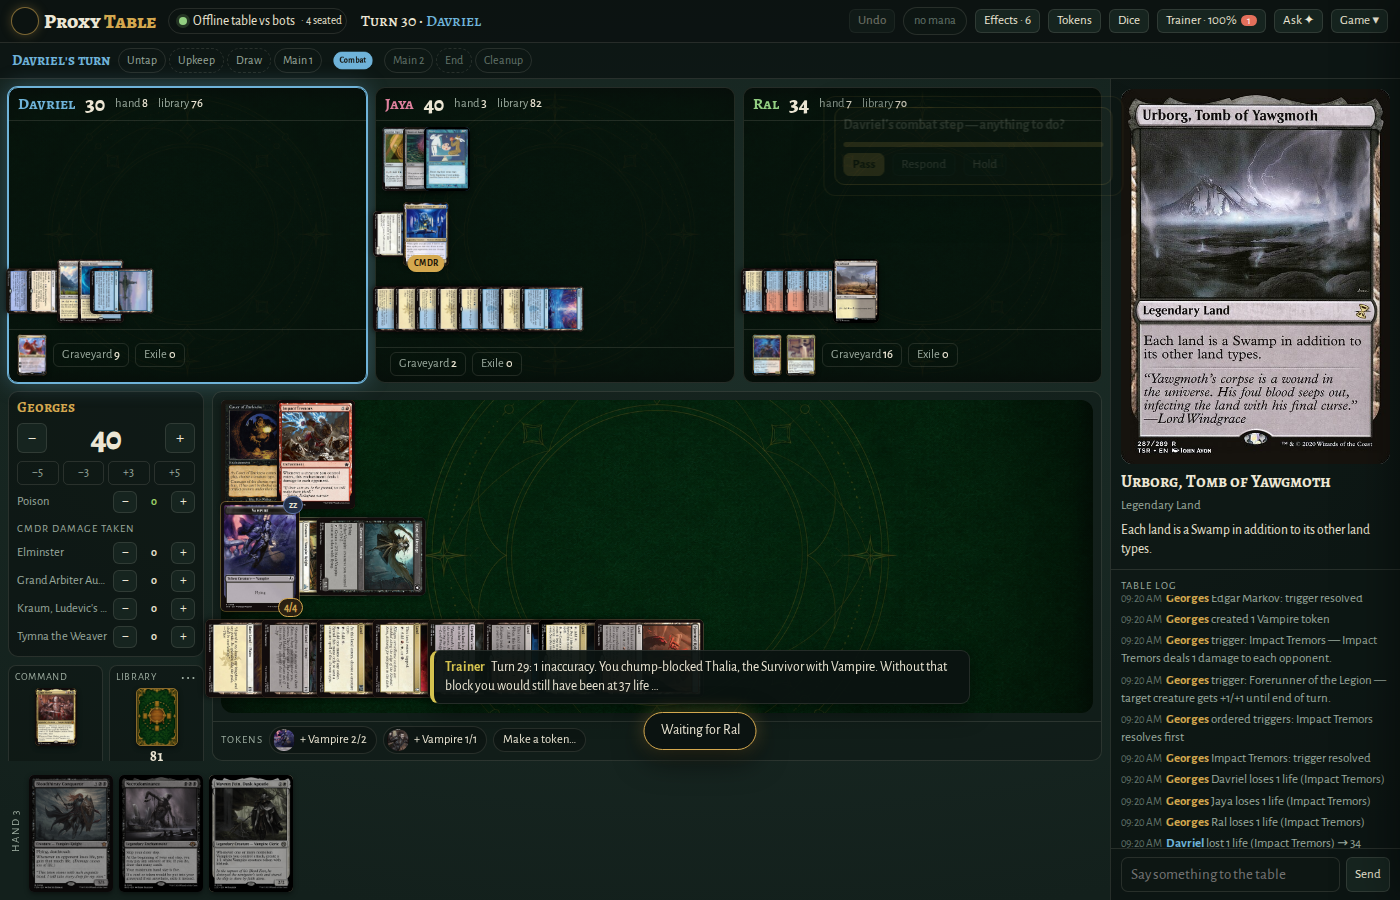 Proxy Table
Offline table vs bots · 4 seated
Turn 30 · Davriel
Undo
no mana
Effects · 6
Tokens
Dice
Trainer · 100% 1
Ask ✦
Game ▾
Davriel's turn
Untap
Upkeep
Draw
Main 1
Combat
Main 2
End
Cleanup
Davriel 30 hand 8 library 76
Graveyard 9
Exile 0
Jaya 40 hand 3 library 82
CMDR
Graveyard 2
Exile 0
Ral 34 hand 7 library 70
Davriel's combat step — anything to do?
Pass
Respond
Hold
Graveyard 16
Exile 0
Georges
− 40 +
−5 −3 +3 +5
Poison − 0 +
CMDR DAMAGE TAKEN
Elminster − 0 +
Grand Arbiter Au... − 0 +
Kraum, Ludevic's ... − 0 +
Tymna the Weaver − 0 +
COMMAND
LIBRARY ...
81
Impact Tremors
Vampire
ZZ
4/4
Trainer Turn 29: 1 inaccuracy. You chump-blocked Thalia, the Survivor with Vampire. Without that
block you would still have been at 37 life ...
Waiting for Ral
TOKENS
+ Vampire 2/2
+ Vampire 1/1
Make a token...
HAND 3
Urborg, Tomb of Yawgmoth
Legendary Land
Each land is a Swamp in addition to
its other land types.
"Yawgmoth's corpse is a wound in
the universe. His foul blood seeps out,
infecting the land with his final curse."
—Lord Windgrace
287/289 R
TSR • EN John Avon
™ & © 2020 Wizards of the Coast
Urborg, Tomb of Yawgmoth
Legendary Land
Each land is a Swamp in addition to its other land
types.
TABLE LOG
09:20 AM Georges Edgar Markov: trigger resolved
09:20 AM Georges created 1 Vampire token
09:20 AM Georges trigger: Impact Tremors — Impact
Tremors deals 1 damage to each opponent.
09:20 AM Georges trigger: Forerunner of the Legion —
target creature gets +1/+1 until end of turn.
09:20 AM Georges ordered triggers: Impact Tremors
resolves first
09:20 AM Georges Impact Tremors: trigger resolved
09:20 AM Georges Davriel loses 1 life (Impact Tremors)
09:20 AM Georges Jaya loses 1 life (Impact Tremors)
09:20 AM Georges Ral loses 1 life (Impact Tremors)
09:20 AM Davriel lost 1 life (Impact Tremors) → 34
Say something to the table
Send